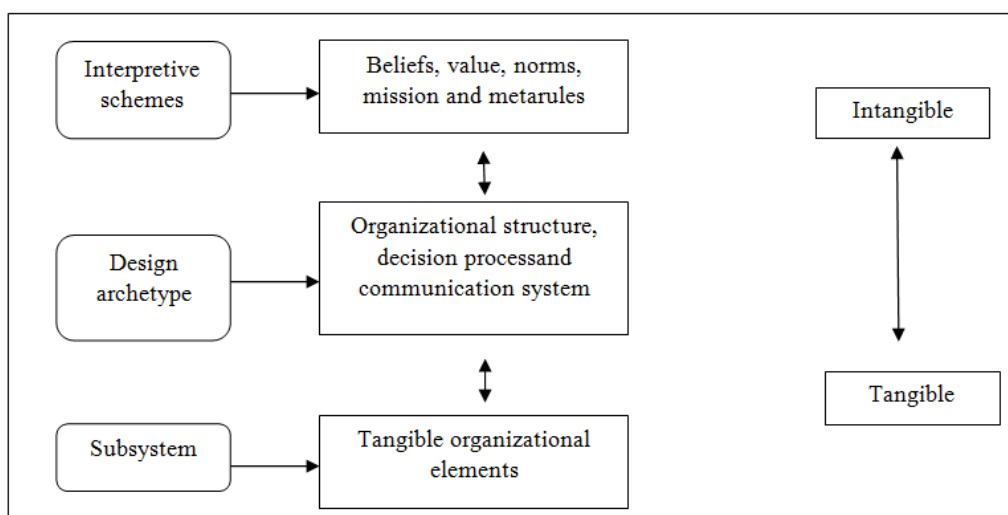 Interpretive
schemes
Beliefs, value, norms,
mission and metarules
Intangible
Design
archetype
Organizational structure,
decision processand
communication system
Tangible
Subsystem
Tangible organizational
elements